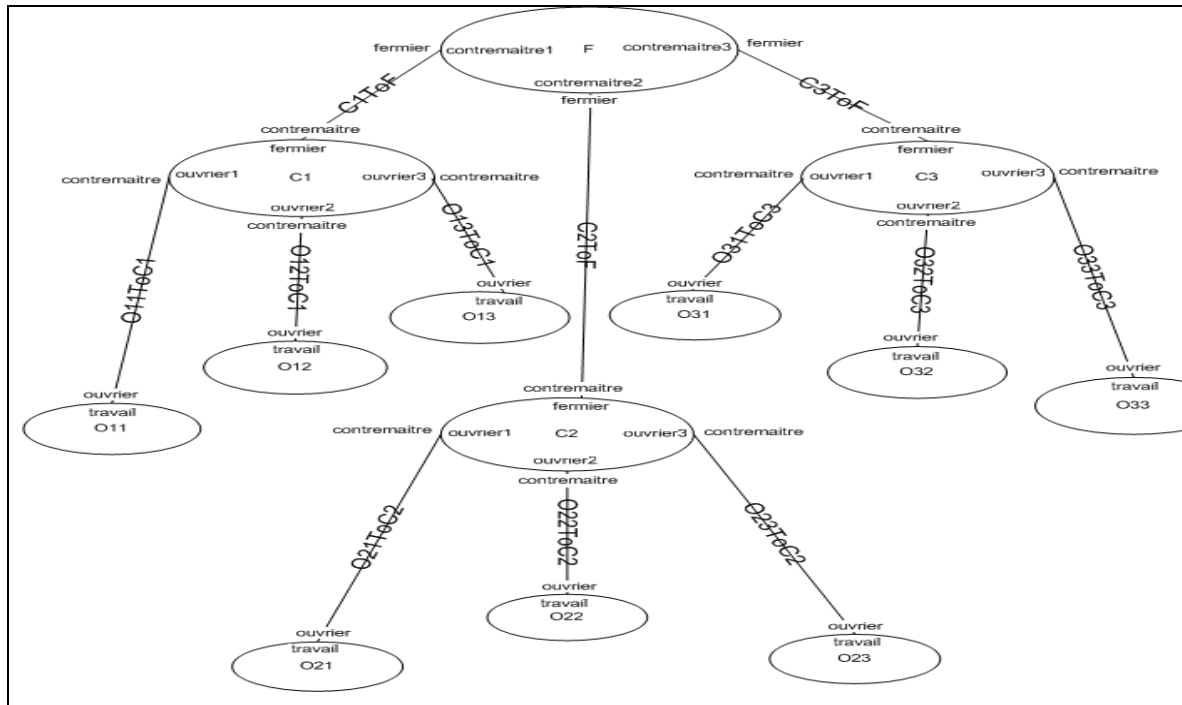 fermier
contremaitre1
F
contremaitre3
fermier
contremaitre2
fermier
C1ToF
C3ToF
contremaitre
fermier
contremaitre
ouvrier1
C1
ouvrier3
contremaitre
ouvrier2
contremaitre
contremaitre
fermier
contremaitre
ouvrier1
C3
ouvrier3
contremaitre
ouvrier2
contremaitre
C2ToF
O11ToC1
O12ToC1
O13ToC1
O31ToC3
O32ToC3
O33ToC3
ouvrier
travail
O13
ouvrier
travail
O31
ouvrier
travail
O12
ouvrier
travail
O32
ouvrier
travail
O11
ouvrier
travail
O33
contremaitre
fermier
contremaitre
ouvrier1
C2
ouvrier3
contremaitre
ouvrier2
contremaitre
O21ToC2
O22ToC2
O23ToC2
ouvrier
travail
O22
ouvrier
travail
O21
ouvrier
travail
O23